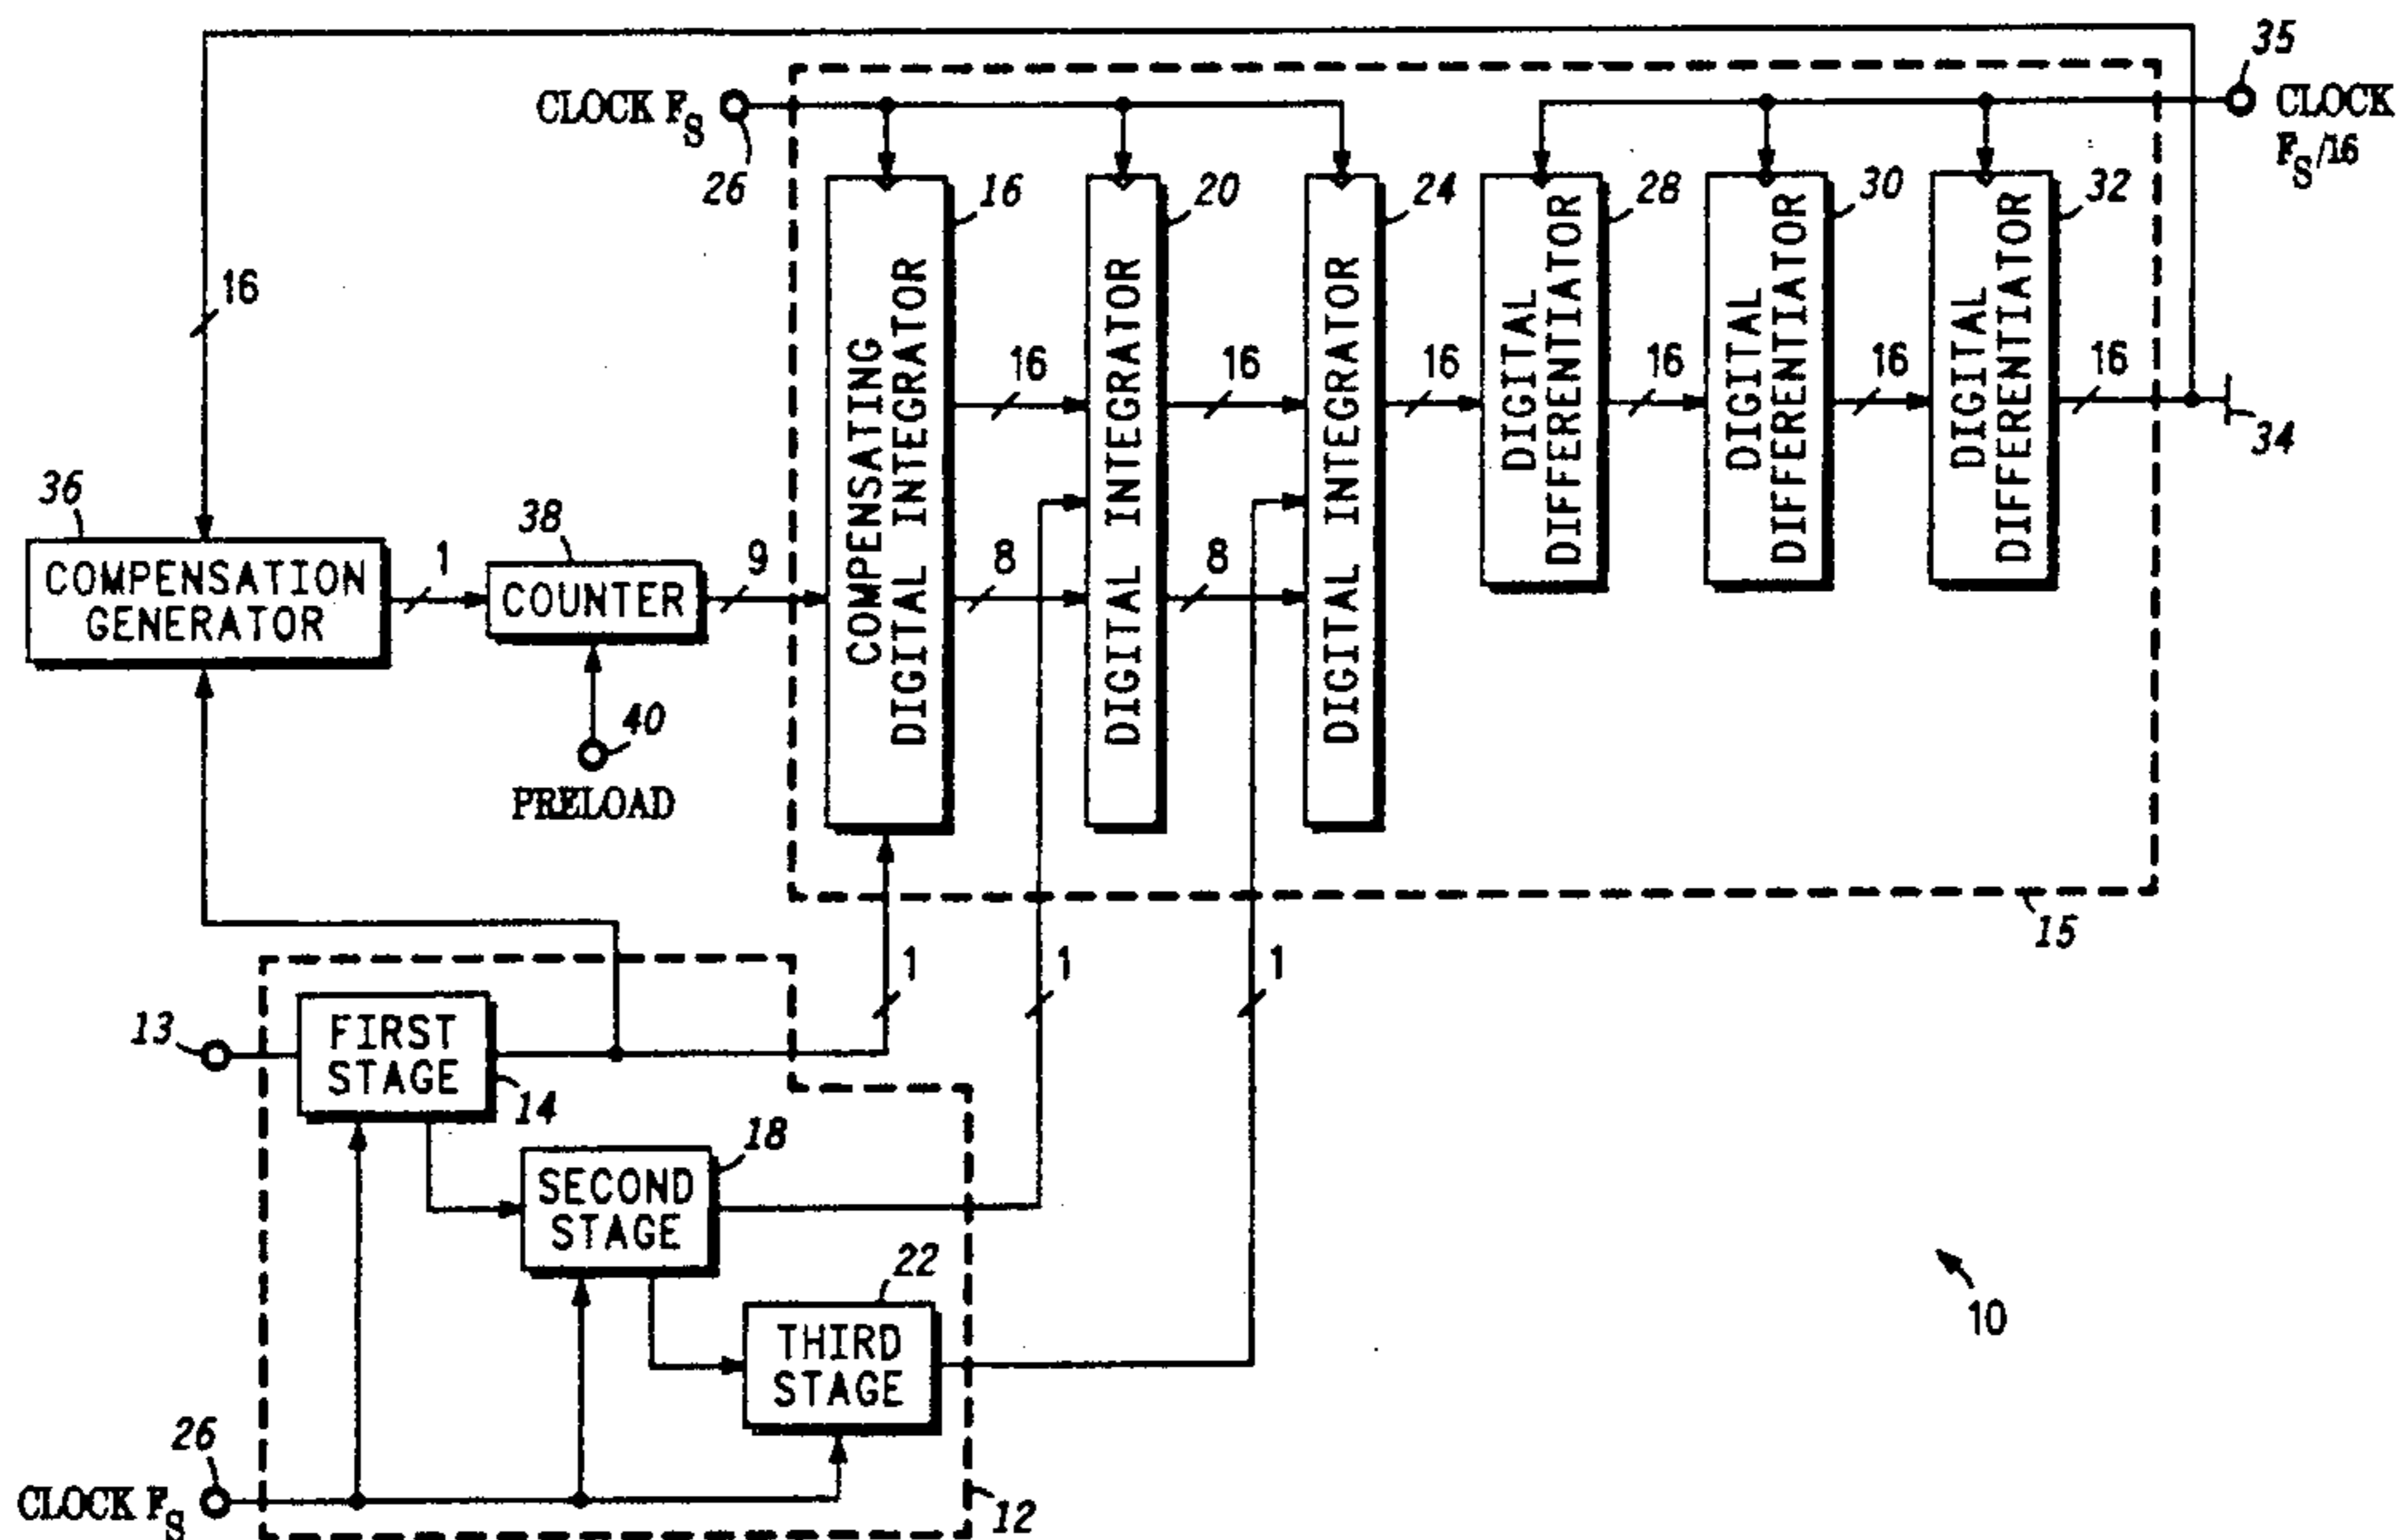 35
CLOCK FS
26
CLOCK
FS/16
16
20
24
28
30
32
16
COMPENSATING
DIGITAL INTEGRATOR
DIGITAL INTEGRATOR
DIGITAL INTEGRATOR
DIGITAL
DIFFERENTIATOR
DIGITAL
DIFFERENTIATOR
DIGITAL
DIFFERENTIATOR
16
16
16
16
16
16
34
36
COMPENSATION
GENERATOR
1
38
COUNTER
9
8
8
40
PRELOAD
15
1
1
1
13
FIRST
STAGE
14
18
SECOND
STAGE
22
THIRD
STAGE
10
26
CLOCK FS
12